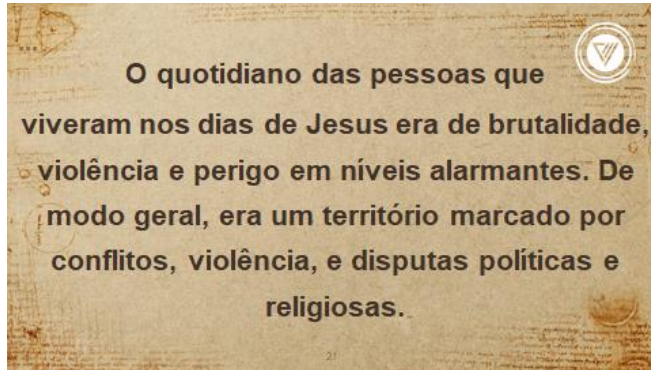 O quotidiano das pessoas que
viveram nos dias de Jesus era de brutalidade,
violência e perigo em níveis alarmantes. De
modo geral, era um território marcado por
conflitos, violência, e disputas políticas e
religiosas.
21